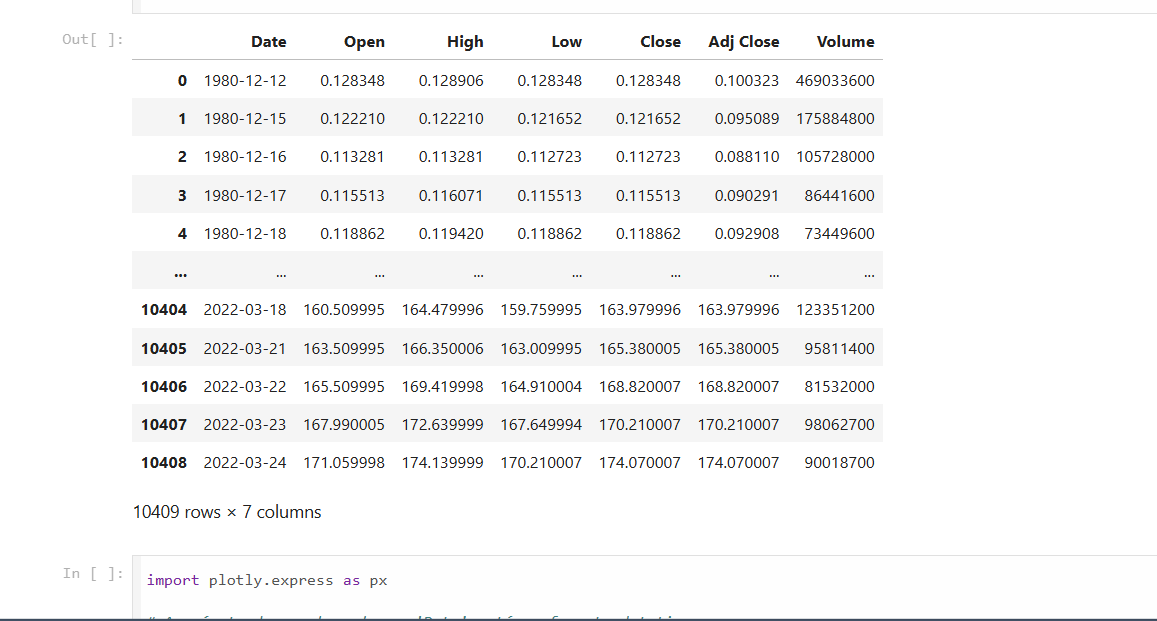 Out[ ]:
Date Open High Low Close Adj Close Volume
0 1980-12-12 0.128348 0.128906 0.128348 0.128348 0.100323 469033600
1 1980-12-15 0.122210 0.122210 0.121652 0.121652 0.095089 175884800
2 1980-12-16 0.113281 0.113281 0.112723 0.112723 0.088110 105728000
3 1980-12-17 0.115513 0.116071 0.115513 0.115513 0.090291 86441600
4 1980-12-18 0.118862 0.119420 0.118862 0.118862 0.092908 73449600
... ... ... ... ... ... ... ...
10404 2022-03-18 160.509995 164.479996 159.759995 163.979996 163.979996 123351200
10405 2022-03-21 163.509995 166.350006 163.009995 165.380005 165.380005 95811400
10406 2022-03-22 165.509995 169.419998 164.910004 168.820007 168.820007 81532000
10407 2022-03-23 167.990005 172.639999 167.649994 170.210007 170.210007 98062700
10408 2022-03-24 171.059998 174.139999 170.210007 174.070007 174.070007 90018700
10409 rows × 7 columns
In [ ]:
import plotly.express as px